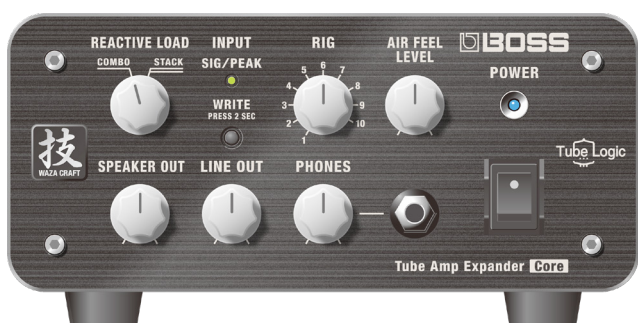 REACTIVE LOAD
COMBO
STACK
INPUT
SIG/PEAK
WRITE
PRESS 2 SEC
RIG
1
2
3
4
5
6
7
8
9
10
AIR FEEL
LEVEL
BOSS
POWER
技
WAZA CRAFT
Tube Logic
SPEAKER OUT
LINE OUT
PHONES
Tube Amp Expander Core